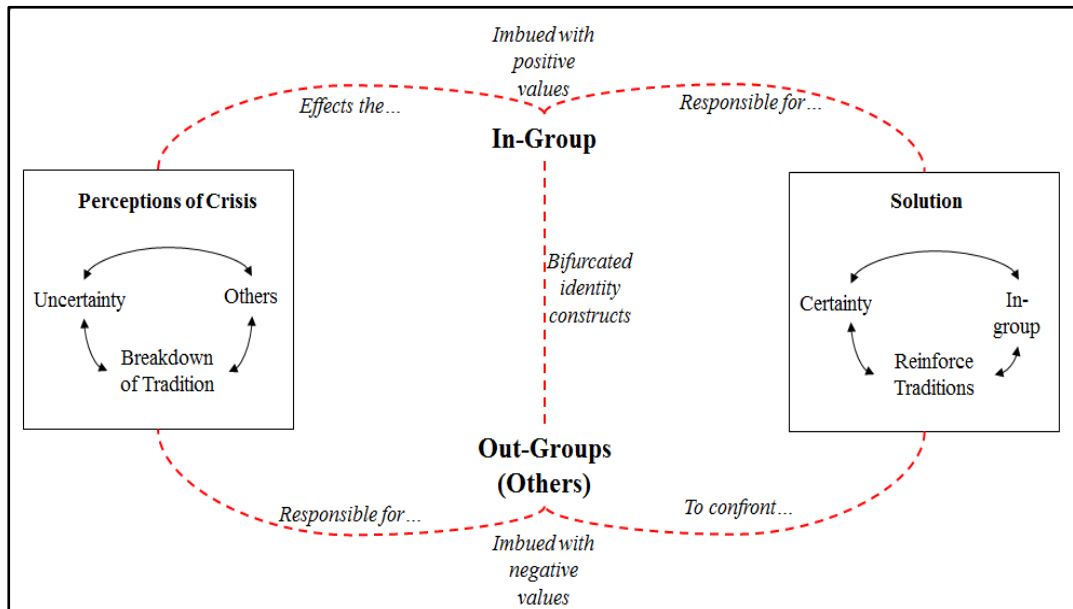 Imbued with
positive
values
Effects the…
Responsible for…
In-Group
Perceptions of Crisis
Uncertainty
Others
Breakdown
of Tradition
Bifurcated
identity
constructs
Solution
Certainty
In-
group
Reinforce
Traditions
Out-Groups
(Others)
Responsible for…
To confront…
Imbued with
negative
values